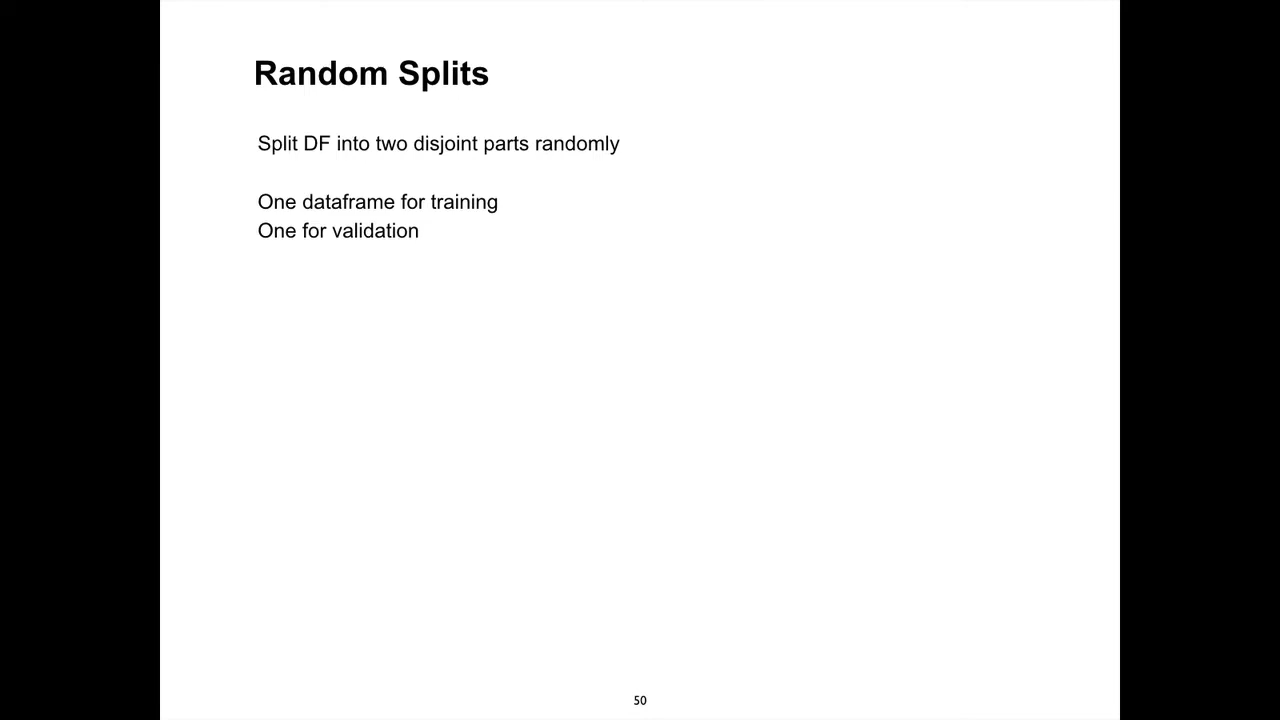 Random Splits
Split DF into two disjoint parts randomly
One dataframe for training
One for validation
50